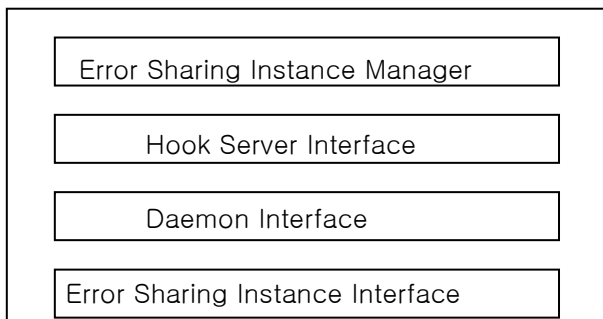 Error Sharing Instance Manager
Hook Server Interface
Daemon Interface
Error Sharing Instance Interface